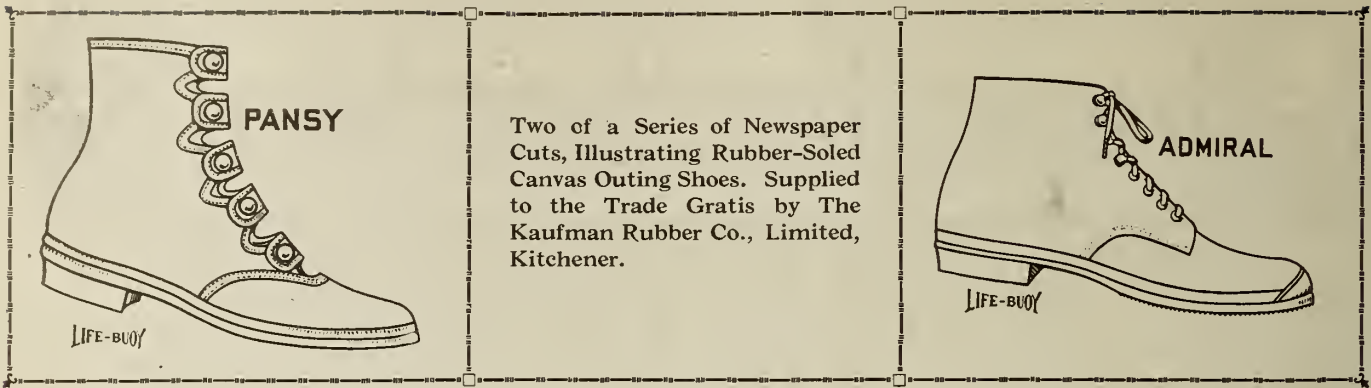 PANSY
LIFE-BUOY
Two of a Series of Newspaper
Cuts, Illustrating Rubber-Soled
Canvas Outing Shoes. Supplied
to the Trade Gratis by The
Kaufman Rubber Co., Limited,
Kitchener.
ADMIRAL
LIFE-BUOY